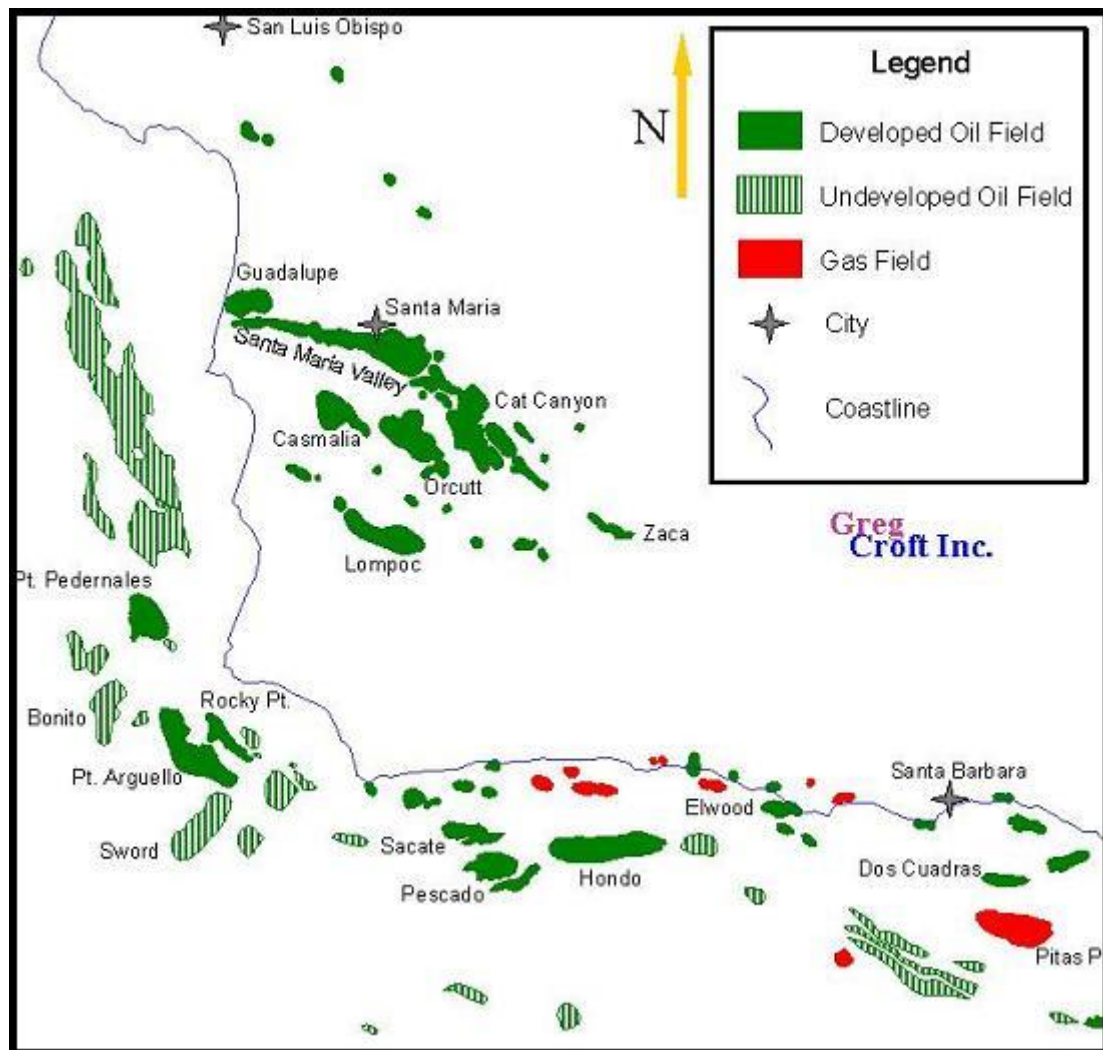 San Luis Obispo
N
Legend
Developed Oil Field
Undeveloped Oil Field
Gas Field
City
Coastline
Guadalupe
Santa Maria
Santa Maria Valley
Cat Canyon
Casmalia
Orcutt
Zaca
Lompoc
Greg
Croft Inc.
Pt. Pedernales
Rocky Pt.
Bonito
Pt. Arguello
Santa Barbara
Elwood
Sword
Sacate
Hondo
Pescado
Dos Cuadras
Pitas P